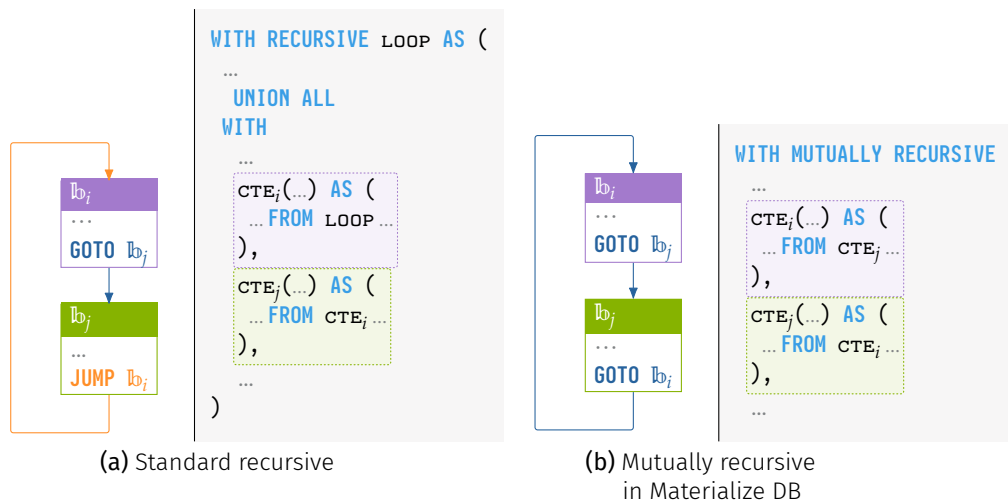 𝕓i
...
GOTO 𝕓j
𝕓j
...
JUMP 𝕓i
WITH RECURSIVE LOOP AS (
...
UNION ALL
WITH
...
CTEi(...) AS (
... FROM LOOP ...
),
CTEj(...) AS (
... FROM CTEi ...
),
...
)
(a) Standard recursive
𝕓i
...
GOTO 𝕓j
𝕓j
...
GOTO 𝕓i
WITH MUTUALLY RECURSIVE
...
CTEi(...) AS (
... FROM CTEj ...
),
CTEj(...) AS (
... FROM CTEi ...
),
...
(b) Mutually recursive
in Materialize DB